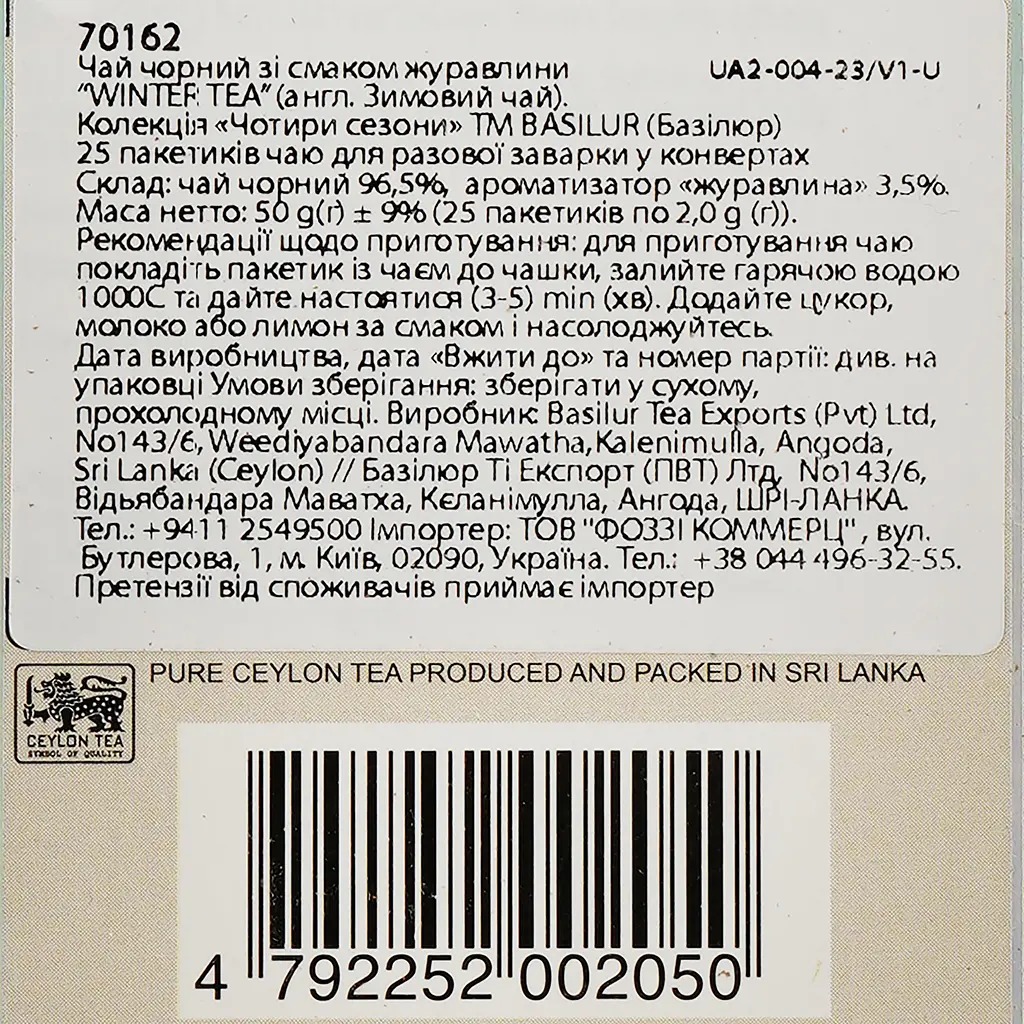 70162
Чай чорний зі смаком журавлини UA2-004-23/V1-U
"WINTER TEA" (англ. Зимовий чай).
Колекція «Чотири сезони» ТМ BASILUR (Базілюр)
25 пакетиків чаю для разової заварки у конвертах
Склад: чай чорний 96,5%, ароматизатор «журавлина» 3,5%.
Маса нетто: 50 g(г) ± 9% (25 пакетиків по 2,0 g (г)).
Рекомендації щодо приготування: для приготування чаю
покладіть пакетик із чаєм до чашки, залийте гарячою водою
1000C та дайте настоятися (3-5) min (хв). Додайте цукор,
молоко або лимон за смаком і насолоджуйтесь.
Дата виробництва, дата «Вжити до» та номер партії: див. на
упаковці Умови зберігання: зберігати у сухому,
прохолодному місці. Виробник: Basilur Tea Exports (Pvt) Ltd,
No143/6, Weediyabandara Mawatha, Kalenimulla, Angoda,
Sri Lanka (Ceylon) // Базілюр Ті Експорт (ПВТ) Лтд, No143/6,
Відьябандара Маватха, Кєланімулла, Ангода, ШРІ-ЛАНКА.
Тел.: +9411 2549500 Імпортер: ТОВ "ФОЗЗІ КОММЕРЦ", вул.
Бутлерова, 1, м. Київ, 02090, Україна. Тел.: +38 044 496-32-55.
Претензії від споживачів приймає імпортер
PURE CEYLON TEA PRODUCED AND PACKED IN SRI LANKA
CEYLON TEA
SYMBOL OF QUALITY
4 792252 002050